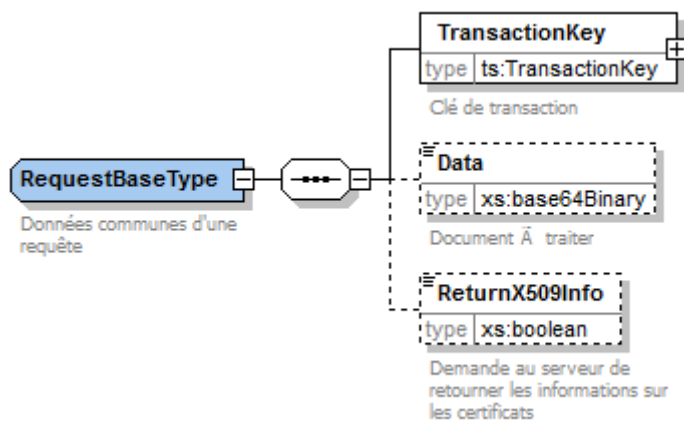 TransactionKey
type ts:TransactionKey
Clé de transaction
RequestBaseType
Données communes d'une
requête
Data
type xs:base64Binary
Document Ã traiter
ReturnX509Info
type xs:boolean
Demande au serveur de
retourner les informations sur
les certificats